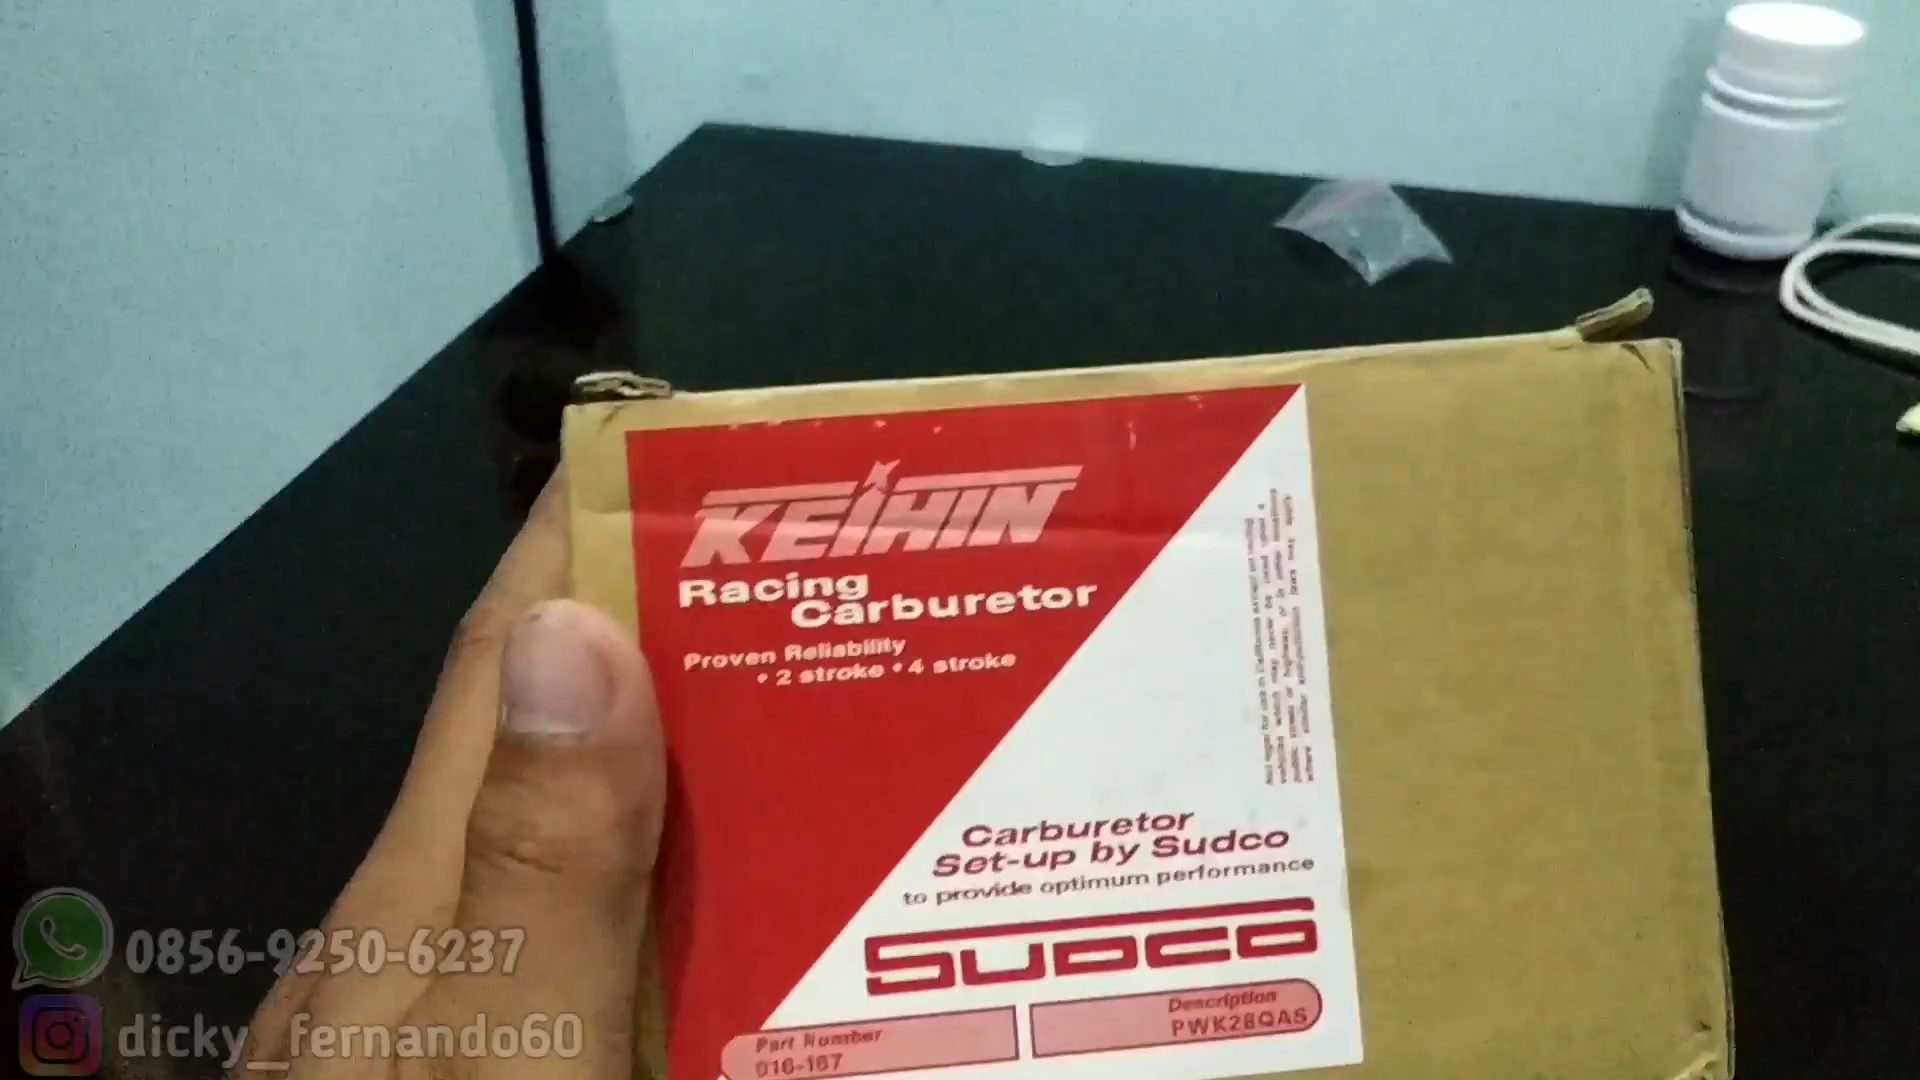 KEIHIN
Racing
Carburetor
Proven Reliability
• 2 stroke • 4 stroke
Carburetor
Set-up by Sudco
to provide optimum performance
SUDCO
Part Number
016-167
Description
PWK28QAS
0856-9250-6237
dicky_fernando60